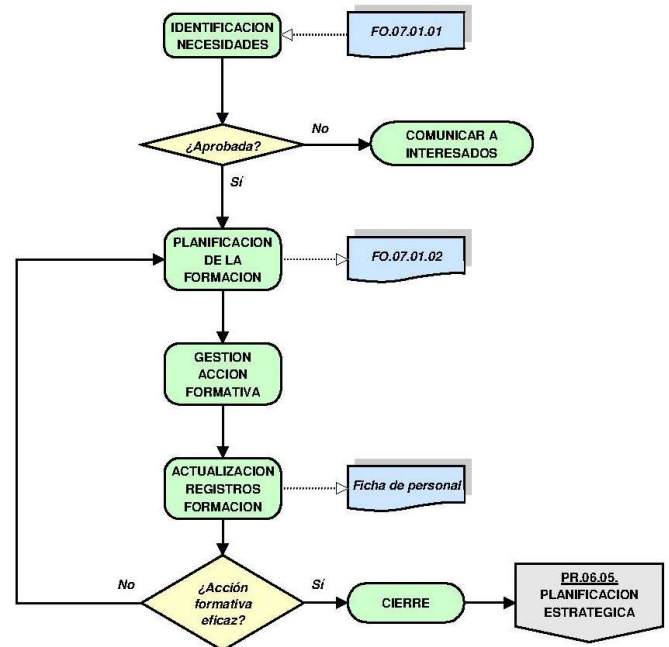 IDENTIFICACION
NECESIDADES
FO.07.01.01
¿Aprobada?
No
COMUNICAR A
INTERESADOS
Sí
PLANIFICACION
DE LA
FORMACION
FO.07.01.02
GESTION
ACCION
FORMATIVA
ACTUALIZACION
REGISTROS
FORMACION
Ficha de personal
No
¿Acción
formativa
eficaz?
Sí
CIERRE
PR.06.05.
PLANIFICACION
ESTRATEGICA